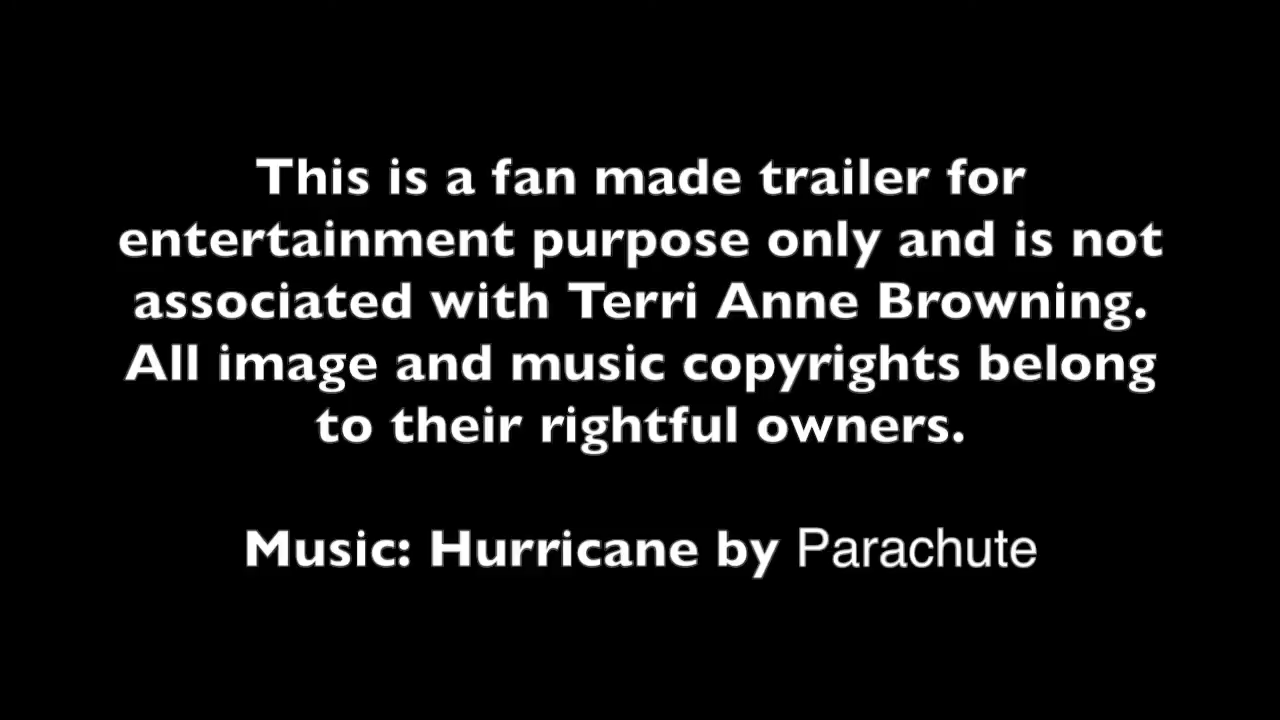 This is a fan made trailer for
entertainment purpose only and is not
associated with Terri Anne Browning.
All image and music copyrights belong
to their rightful owners.
Music: Hurricane by Parachute